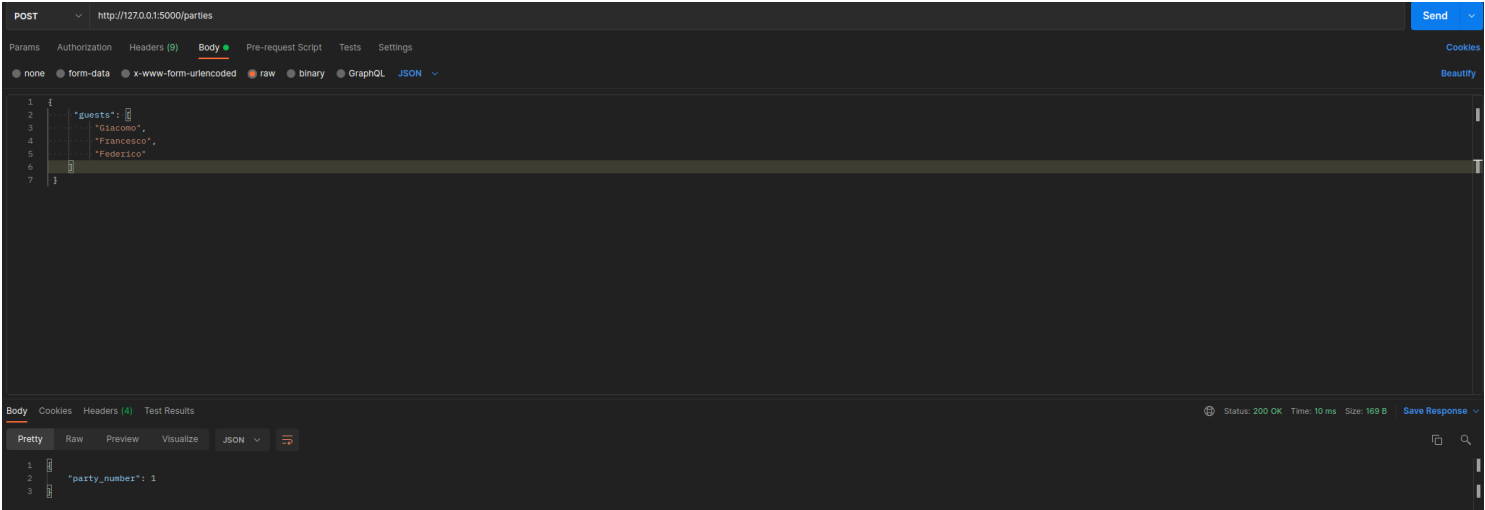 POST http://127.0.0.1:5000/parties Send
Params Authorization Headers (9) Body Pre-request Script Tests Settings Cookies
none form-data x-www-form-urlencoded raw binary GraphQL JSON Beautify
1 {
2 "guests": [
3 "Giacomo",
4 "Francesco",
5 "Federico"
6 ]
7 }
Body Cookies Headers (4) Test Results Status: 200 OK Time: 10 ms Size: 169 B Save Response
Pretty Raw Preview Visualize JSON
1 {
2 "party_number": 1
3 }